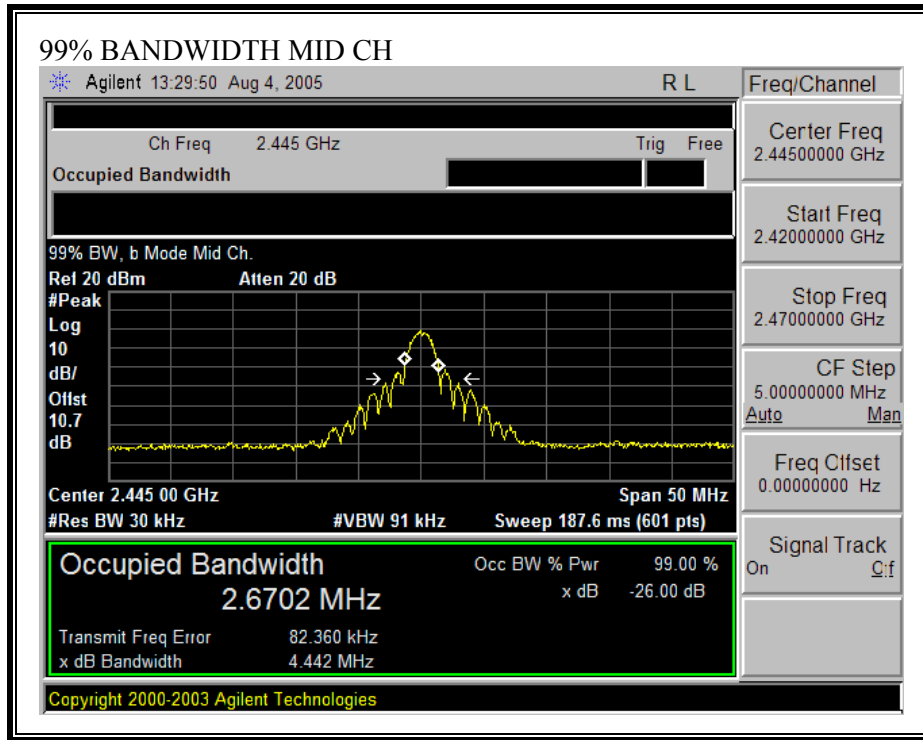 99% BANDWIDTH MID CH
Agilent 13:29:50 Aug 4, 2005 R L
Freq/Channel
Ch Freq 2.445 GHz Trig Free
Occupied Bandwidth
Center Freq
2.44500000 GHz
Start Freq
2.42000000 GHz
Stop Freq
2.47000000 GHz
CF Step
5.00000000 MHz
Auto Man
Freq Offset
0.00000000 Hz
Signal Track
On Off
99% BW, b Mode Mid Ch.
Ref 20 dBm Atten 20 dB
#Peak
Log
10
dB/
Offst
10.7
dB
Center 2.445 00 GHz Span 50 MHz
#Res BW 30 kHz #VBW 91 kHz Sweep 187.6 ms (601 pts)
Occupied Bandwidth Occ BW % Pwr 99.00 %
2.6702 MHz x dB -26.00 dB
Transmit Freq Error 82.360 kHz
x dB Bandwidth 4.442 MHz
Copyright 2000-2003 Agilent Technologies